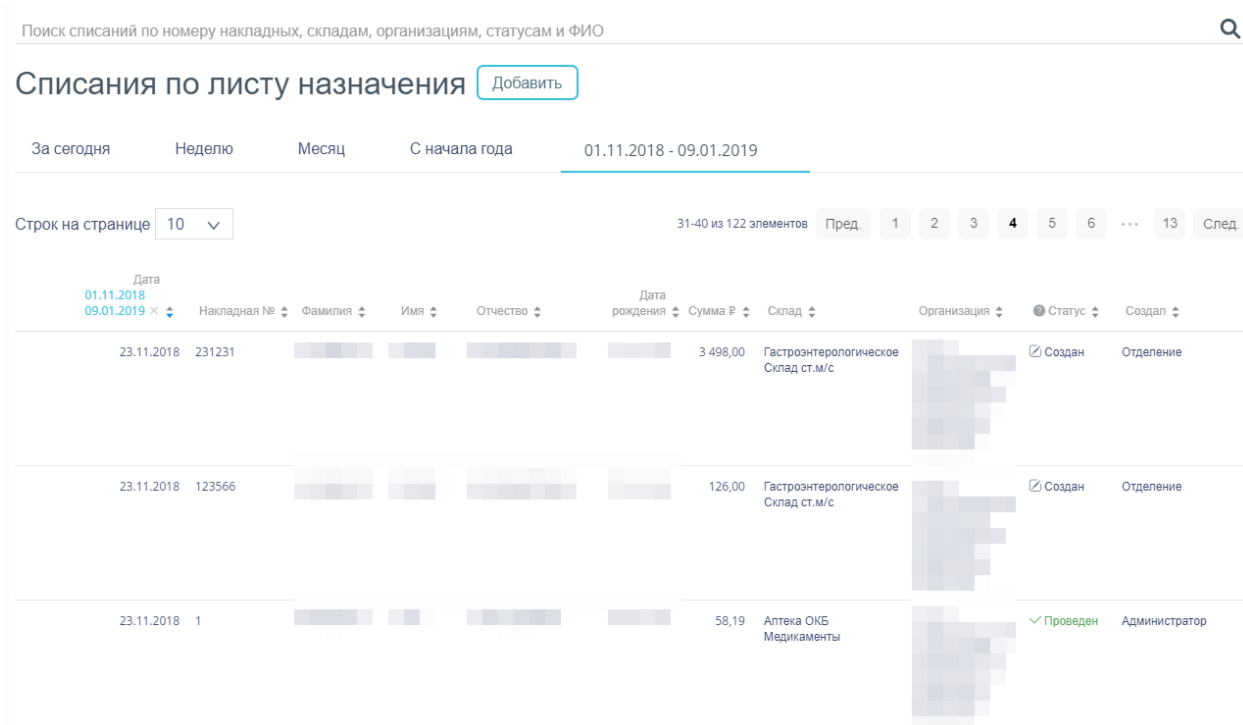 Поиск списаний по номеру накладных, складам, организациям, статусам и ФИО
Списания по листу назначения Добавить
За сегодня Неделю Месяц С начала года 01.11.2018 - 09.01.2019
Строк на странице 10 31-40 из 122 элементов Пред. 1 2 3 4 5 6 ••• 13 След.
Дата
01.11.2018 Дата
09.01.2019 × Накладная № Фамилия Имя Отчество рождения Сумма ₽ Склад Организация ? Статус Создал
23.11.2018 231231 3 498,00 Гастроэнтерологическое Создан Отделение
Склад ст.м/с
23.11.2018 123566 126,00 Гастроэнтерологическое Создан Отделение
Склад ст.м/с
23.11.2018 1 58,19 Аптека ОКБ Проведен Администратор
Медикаменты